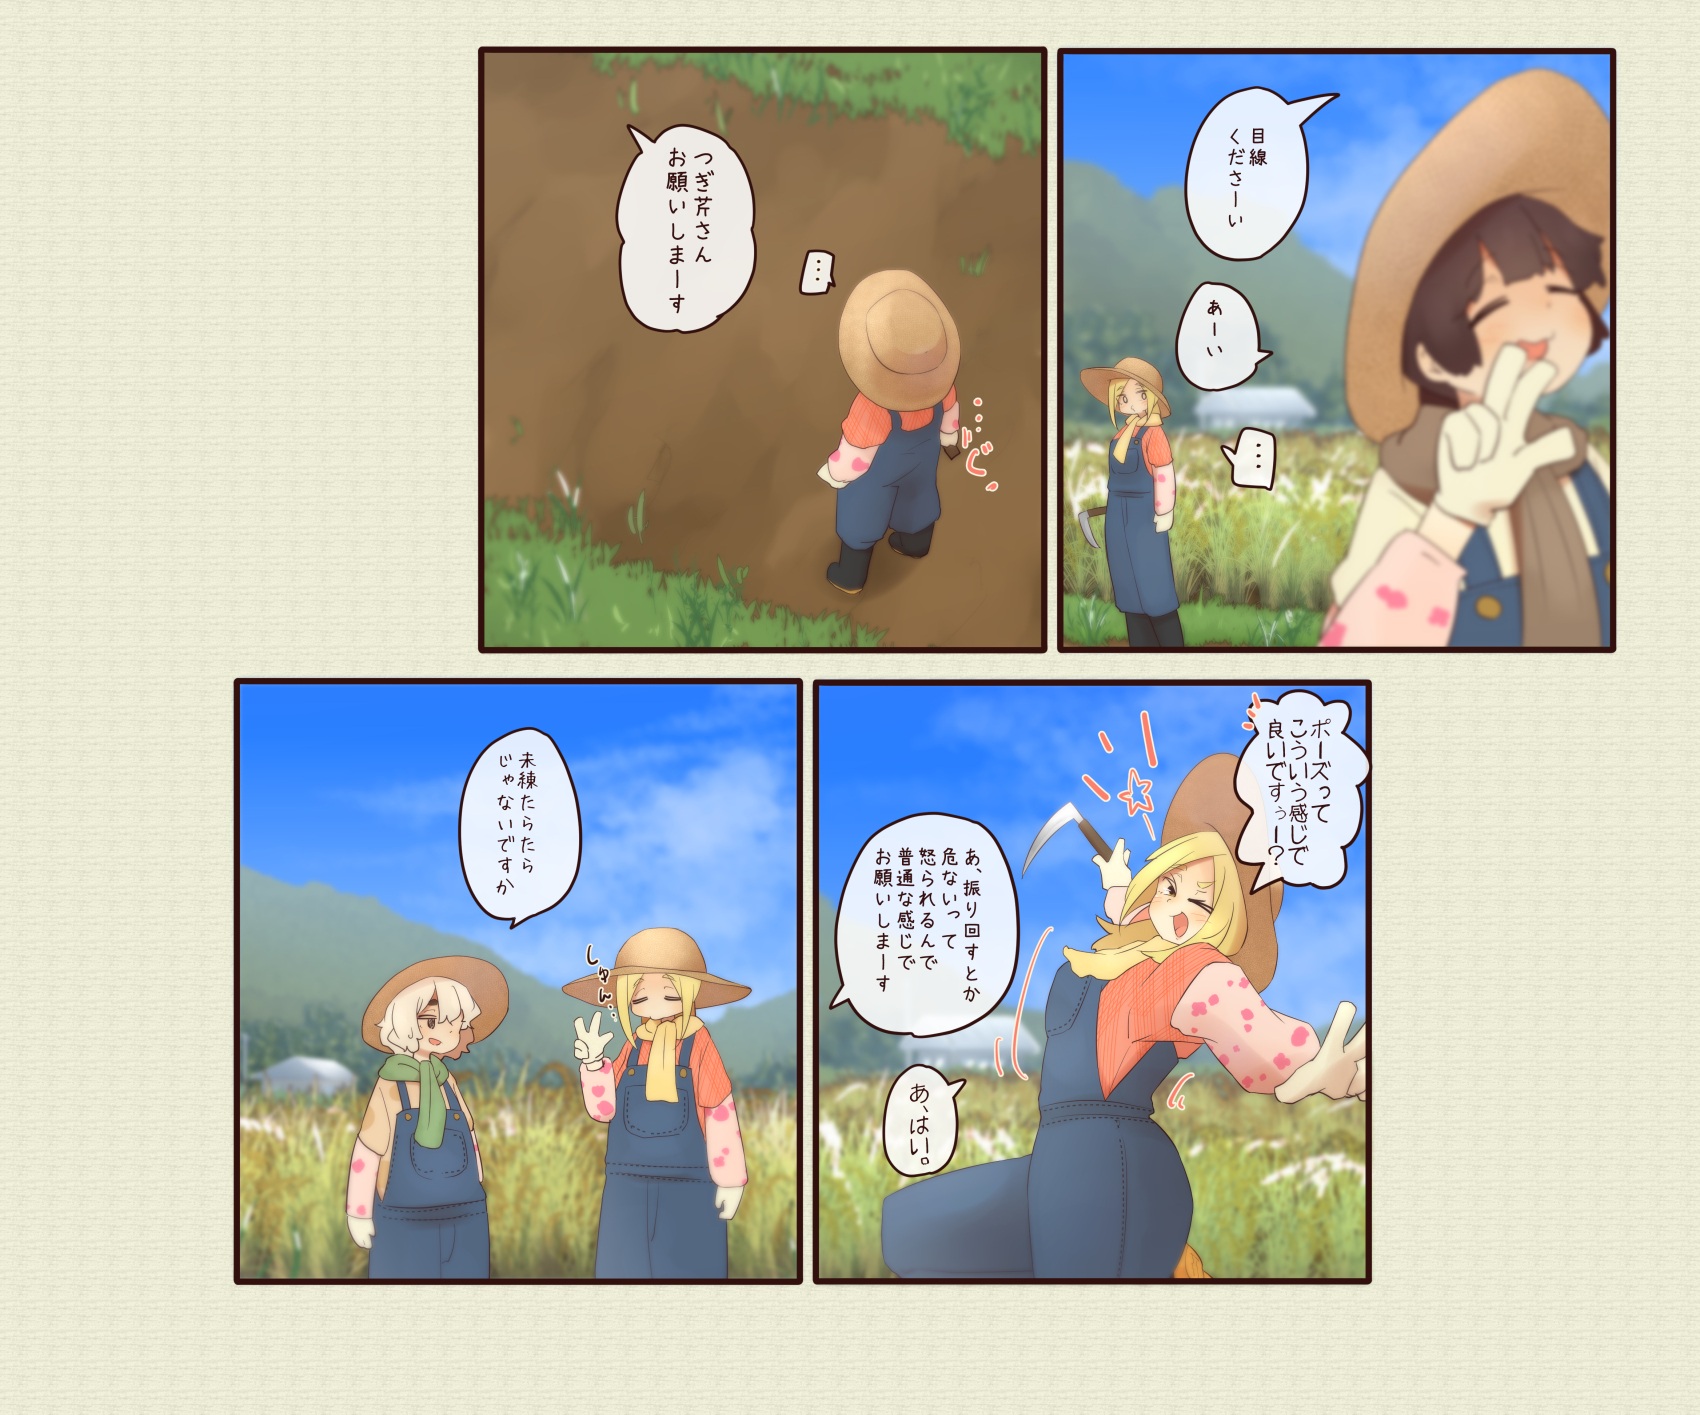 目線
くださーい
あーい
…
…
じ…
つぎ芹さん
お願いしまーす
ポーズって
こういう感じで
良いですぅー？
あ、振り回すとか
危ないって
怒られるんで
普通な感じで
お願いしまーす
あ、はい。
しゅん…
未練たらたら
じゃないですか